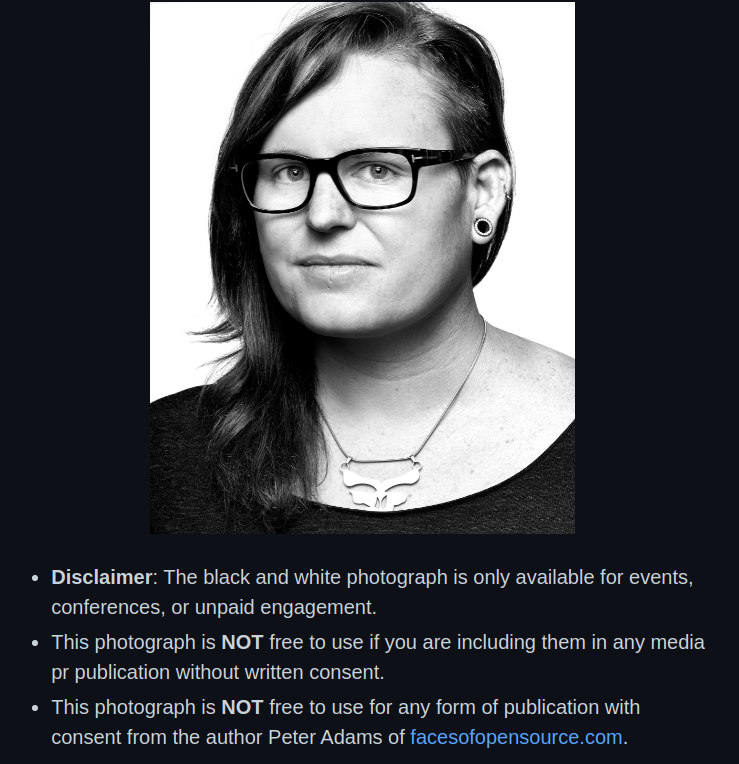 Disclaimer: The black and white photograph is only available for events,
conferences, or unpaid engagement.
This photograph is NOT free to use if you are including them in any media
pr publication without written consent.
This photograph is NOT free to use for any form of publication with
consent from the author Peter Adams of facesofopensource.com.